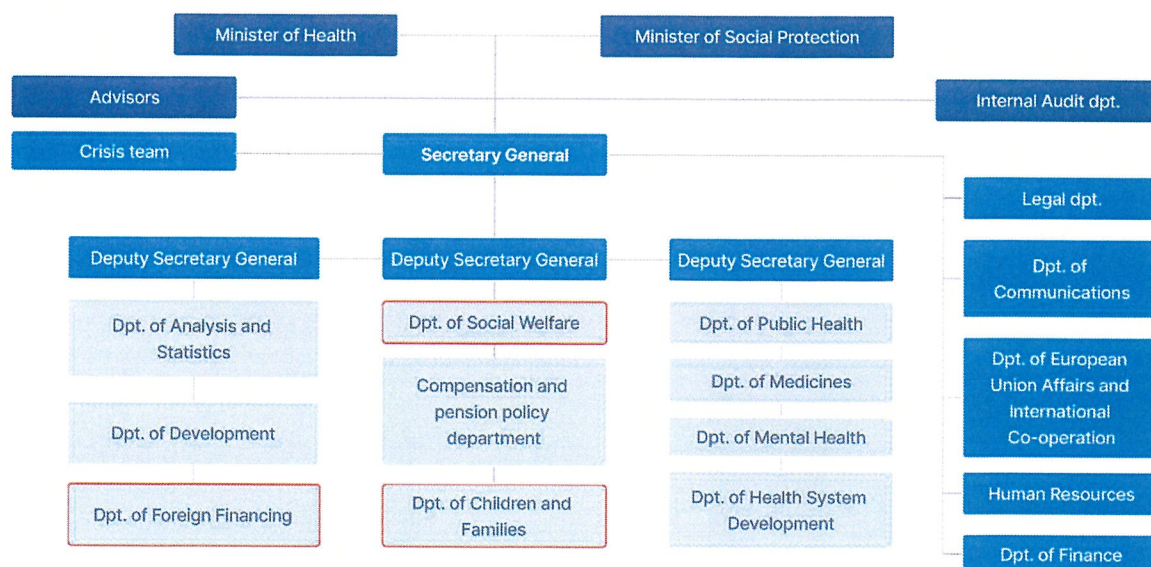 Minister of Health
Minister of Social Protection
Advisors
Internal Audit dpt.
Crisis team
Secretary General
Legal dpt.
Deputy Secretary General
Deputy Secretary General
Deputy Secretary General
Dpt. of
Communications
Dpt. of Analysis and
Statistics
Dpt. of Social Welfare
Dpt. of Public Health
Compensation and
pension policy
department
Dpt. of Medicines
Dpt. of European
Union Affairs and
International
Co-operation
Dpt. of Development
Dpt. of Mental Health
Dpt. of Foreign Financing
Dpt. of Children and
Families
Dpt. of Health System
Development
Human Resources
Dpt. of Finance